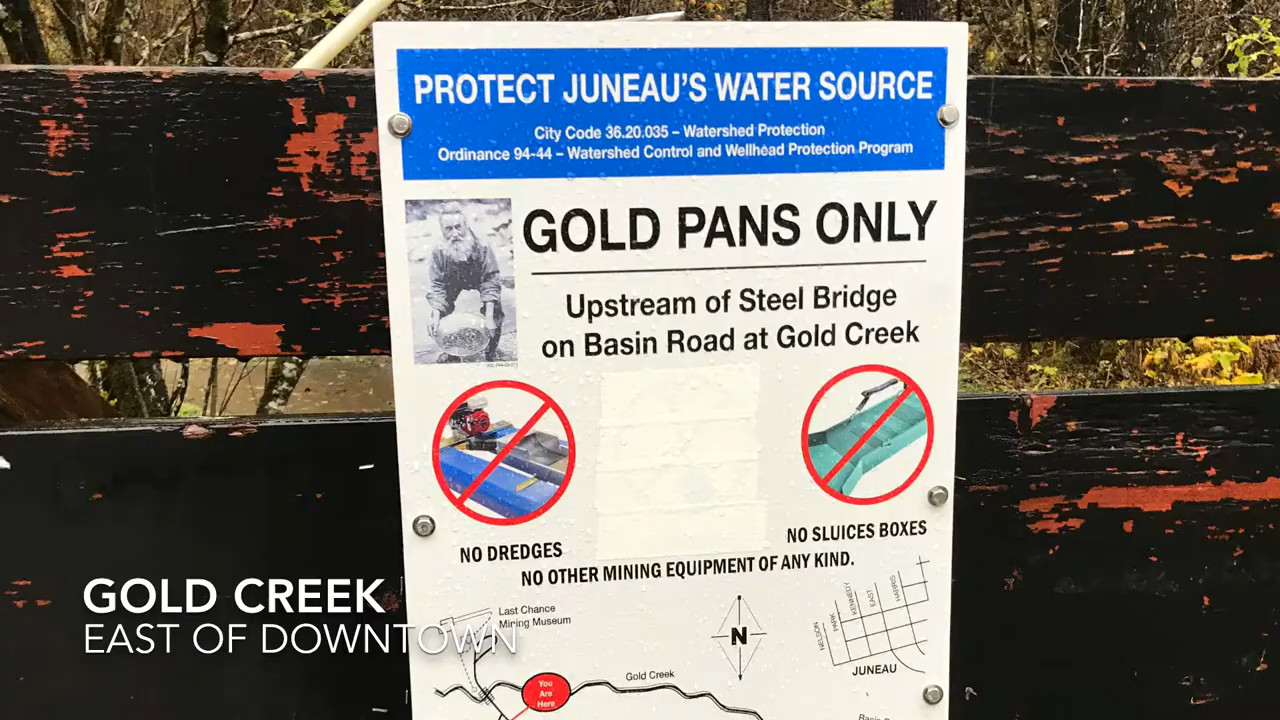 PROTECT JUNEAU'S WATER SOURCE
City Code 36.20.035 – Watershed Protection
Ordinance 94-44 – Watershed Control and Wellhead Protection Program
GOLD PANS ONLY
Upstream of Steel Bridge
on Basin Road at Gold Creek
NO DREDGES
NO SLUICES BOXES
NO OTHER MINING EQUIPMENT OF ANY KIND.
GOLD CREEK
EAST OF DOWNTOWN
Last Chance
Mining Museum
N
NELSON
PARK
KENNEDY
EAST
HARRIS
JUNEAU
You
Are
Here
Gold Creek